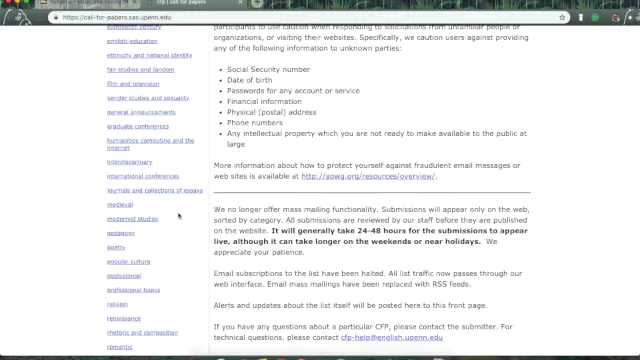 cfp | call for papers
https://call-for-papers.sas.upenn.edu
english-education
ethnicity and national identity
fan studies and fandom
film and television
gender studies and sexuality
general announcements
graduate conferences
humanities computing and the
internet
interdisciplinary
international conferences
journals and collections of essays
medieval
modernist studies
pedagogy
poetry
popular culture
postcolonial
professional topics
religion
renaissance
rhetoric and composition
romantic
participants to use caution when responding to solicitations from unfamiliar people or
organizations, or visiting their websites. Specifically, we caution users against providing
any of the following information to unknown parties:
• Social Security number
• Date of birth
• Passwords for any account or service
• Financial information
• Physical (postal) address
• Phone numbers
• Any intellectual property which you are not ready to make available to the public at
large
More information about how to protect yourself against fraudulent email messages or
web sites is available at http://apwg.org/resources/overview/.
We no longer offer mass mailing functionality. Submissions will appear only on the web,
sorted by category. All submissions are reviewed by our staff before they are published
on the website. It will generally take 24-48 hours for the submissions to appear
live, although it can take longer on the weekends or near holidays. We
appreciate your patience.
Email subscriptions to the list have been halted. All list traffic now passes through our
web interface. Email mass mailings have been replaced with RSS feeds.
Alerts and updates about the list itself will be posted here to this front page.
If you have any questions about a particular CFP, please contact the submitter. For
technical questions, please contact cfp-help@english.upenn.edu